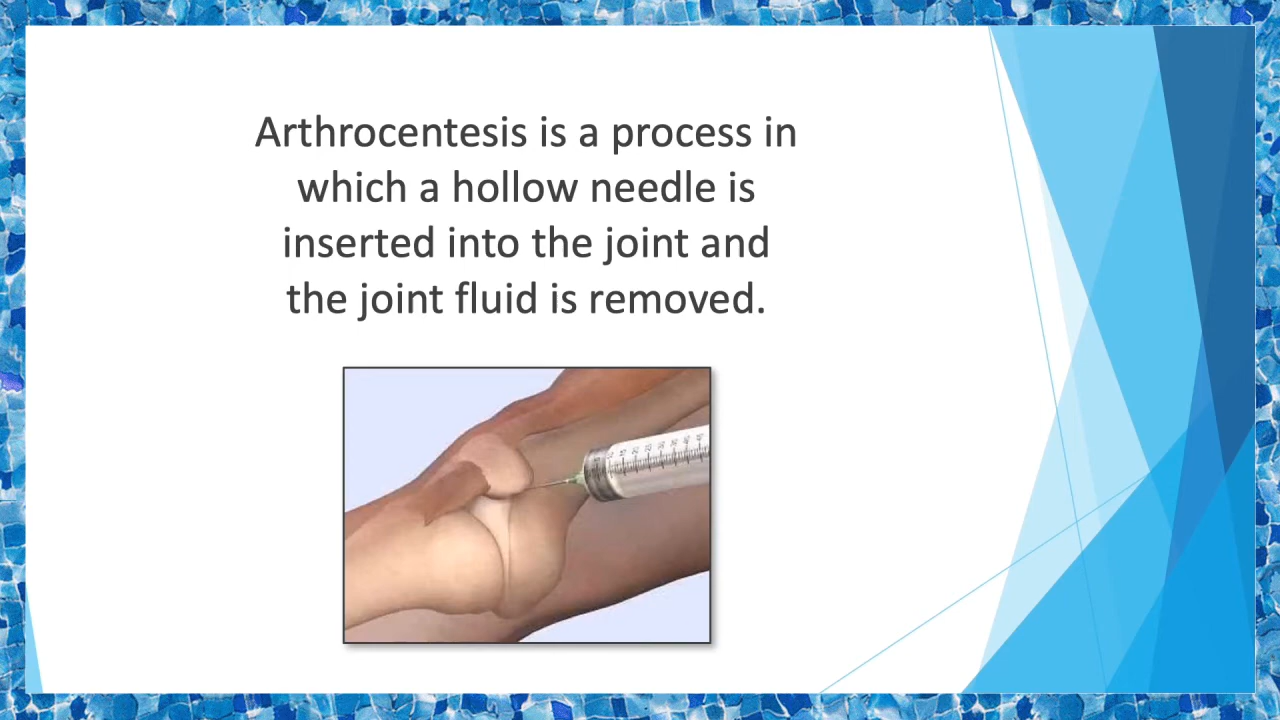 Arthrocentesis is a process in
which a hollow needle is
inserted into the joint and
the joint fluid is removed.